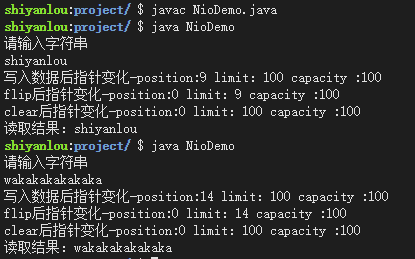 shiyanlou:project/ $ javac NioDemo.java
shiyanlou:project/ $ java NioDemo
请输入字符串
shiyanlou
写入数据后指针变化-position:9 limit: 100 capacity :100
flip后指针变化-position:0 limit: 9 capacity :100
clear后指针变化-position:0 limit: 100 capacity :100
读取结果: shiyanlou
shiyanlou:project/ $ java NioDemo
请输入字符串
wakakakakakaka
写入数据后指针变化-position:14 limit: 100 capacity :100
flip后指针变化-position:0 limit: 14 capacity :100
clear后指针变化-position:0 limit: 100 capacity :100
读取结果: wakakakakakaka